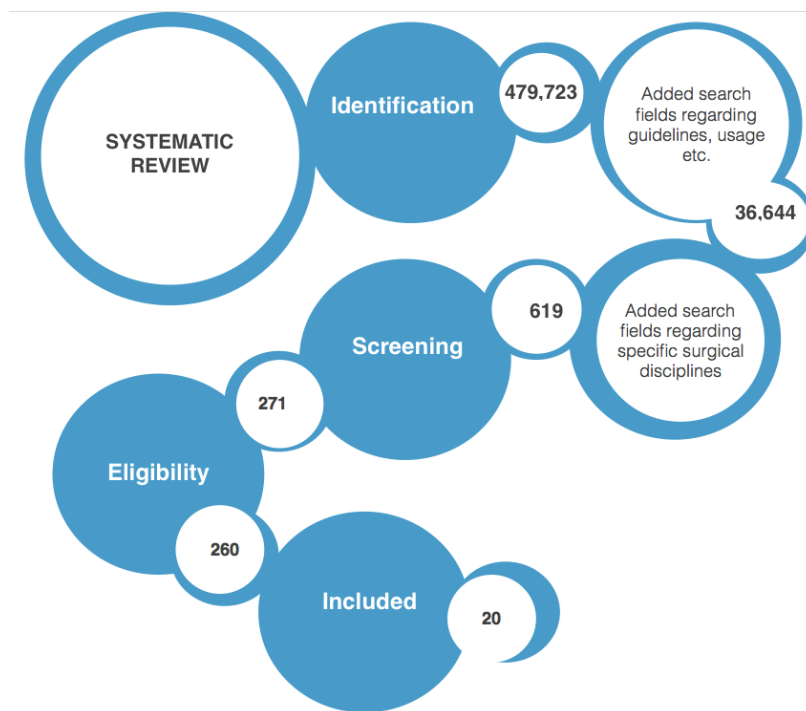 SYSTEMATIC
REVIEW
Identification
479,723
Added search
fields regarding
guidelines, usage
etc.
36,644
Added search
fields regarding
specific surgical
disciplines
619
Screening
271
Eligibility
260
Included
20